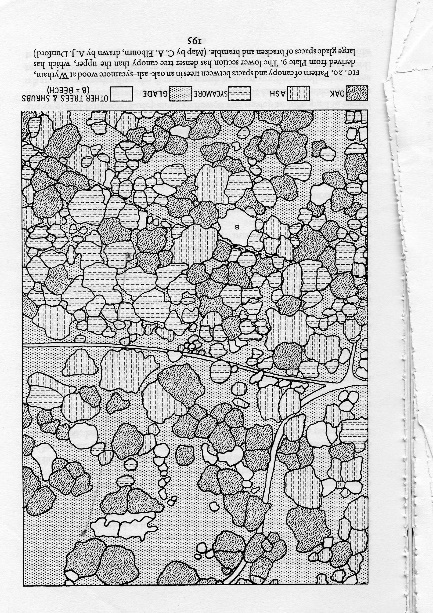 B
OAK ASH SYCAMORE GLADE OTHER TREES & SHRUBS
(B = BEECH)
FIG. 20. Pattern of canopy and spaces between trees in an oak-ash-sycamore wood at Wytham,
derived from Plate 9. The lower section has denser tree canopy than the upper, which has
large glade spaces of bracken and bramble. (Map by C. A. Elbourn, drawn by A. J. Dunford)
195